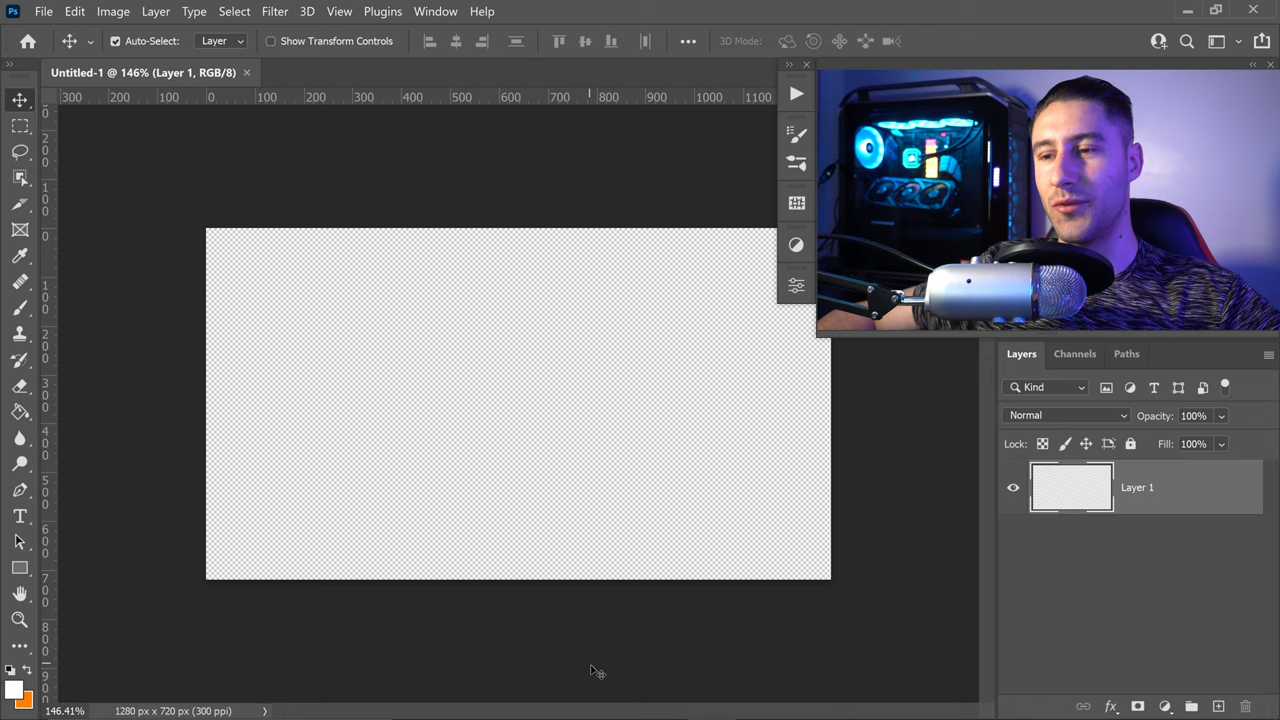 Ps File Edit Image Layer Type Select Filter 3D View Plugins Window Help
Auto-Select: Layer Show Transform Controls 3D Mode:
Untitled-1 @ 146% (Layer 1, RGB/8)
300 200 100 0 100 200 300 400 500 600 700 800 900 1000 1100
0
200
100
0
100
200
300
400
500
600
700
800
900
Layers Channels Paths
Kind
Normal Opacity: 100%
Lock: Fill: 100%
Layer 1
fx
146.41% 1280 px x 720 px (300 ppi)